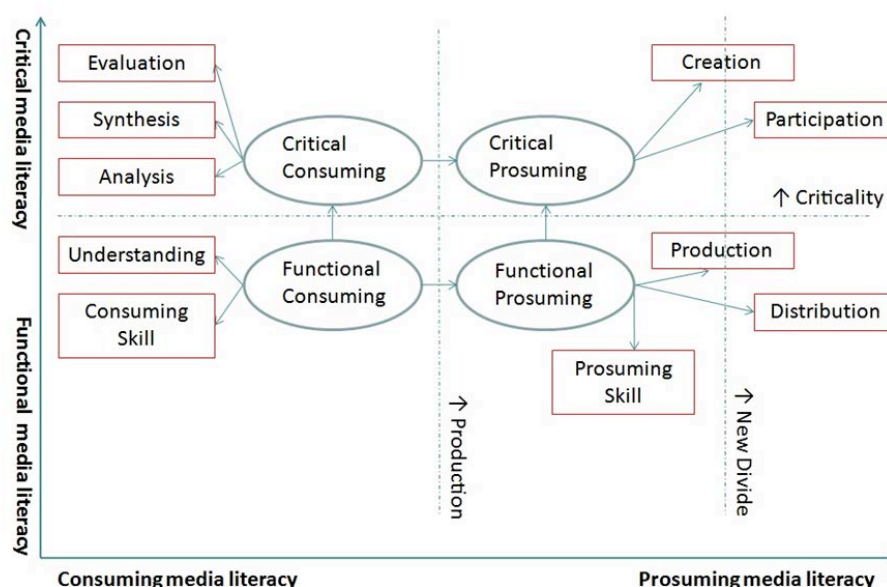 Critical media literacy
Functional media literacy
Evaluation
Synthesis
Analysis
Critical
Consuming
Critical
Prosuming
Creation
Participation
↑ Criticality
Understanding
Consuming
Skill
Functional
Consuming
Functional
Prosuming
Production
Distribution
Prosuming
Skill
↑ Production
↑ New Divide
Consuming media literacy
Prosuming media literacy